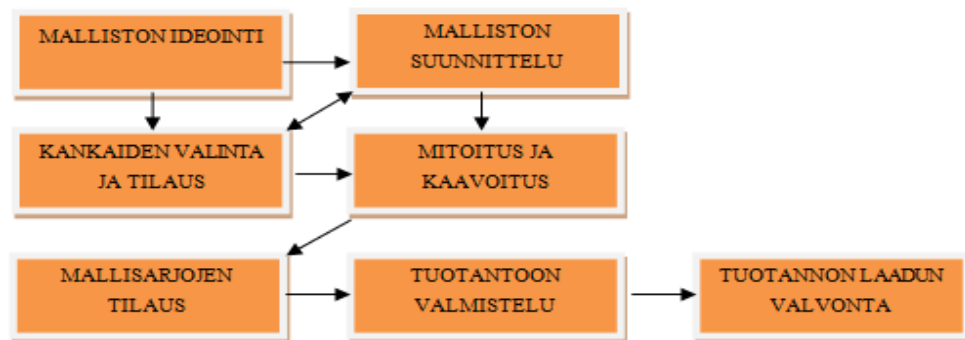 MALLISTON IDEOINTI
MALLISTON
SUUNNITTELU
KANKAIDEN VALINTA
JA TILAUS
MITOITUS JA
KAAVOITUS
MALLISARJOJEN
TILAUS
TUOTANTOON
VALMISTELU
TUOTANNON LAADUN
VALVONTA